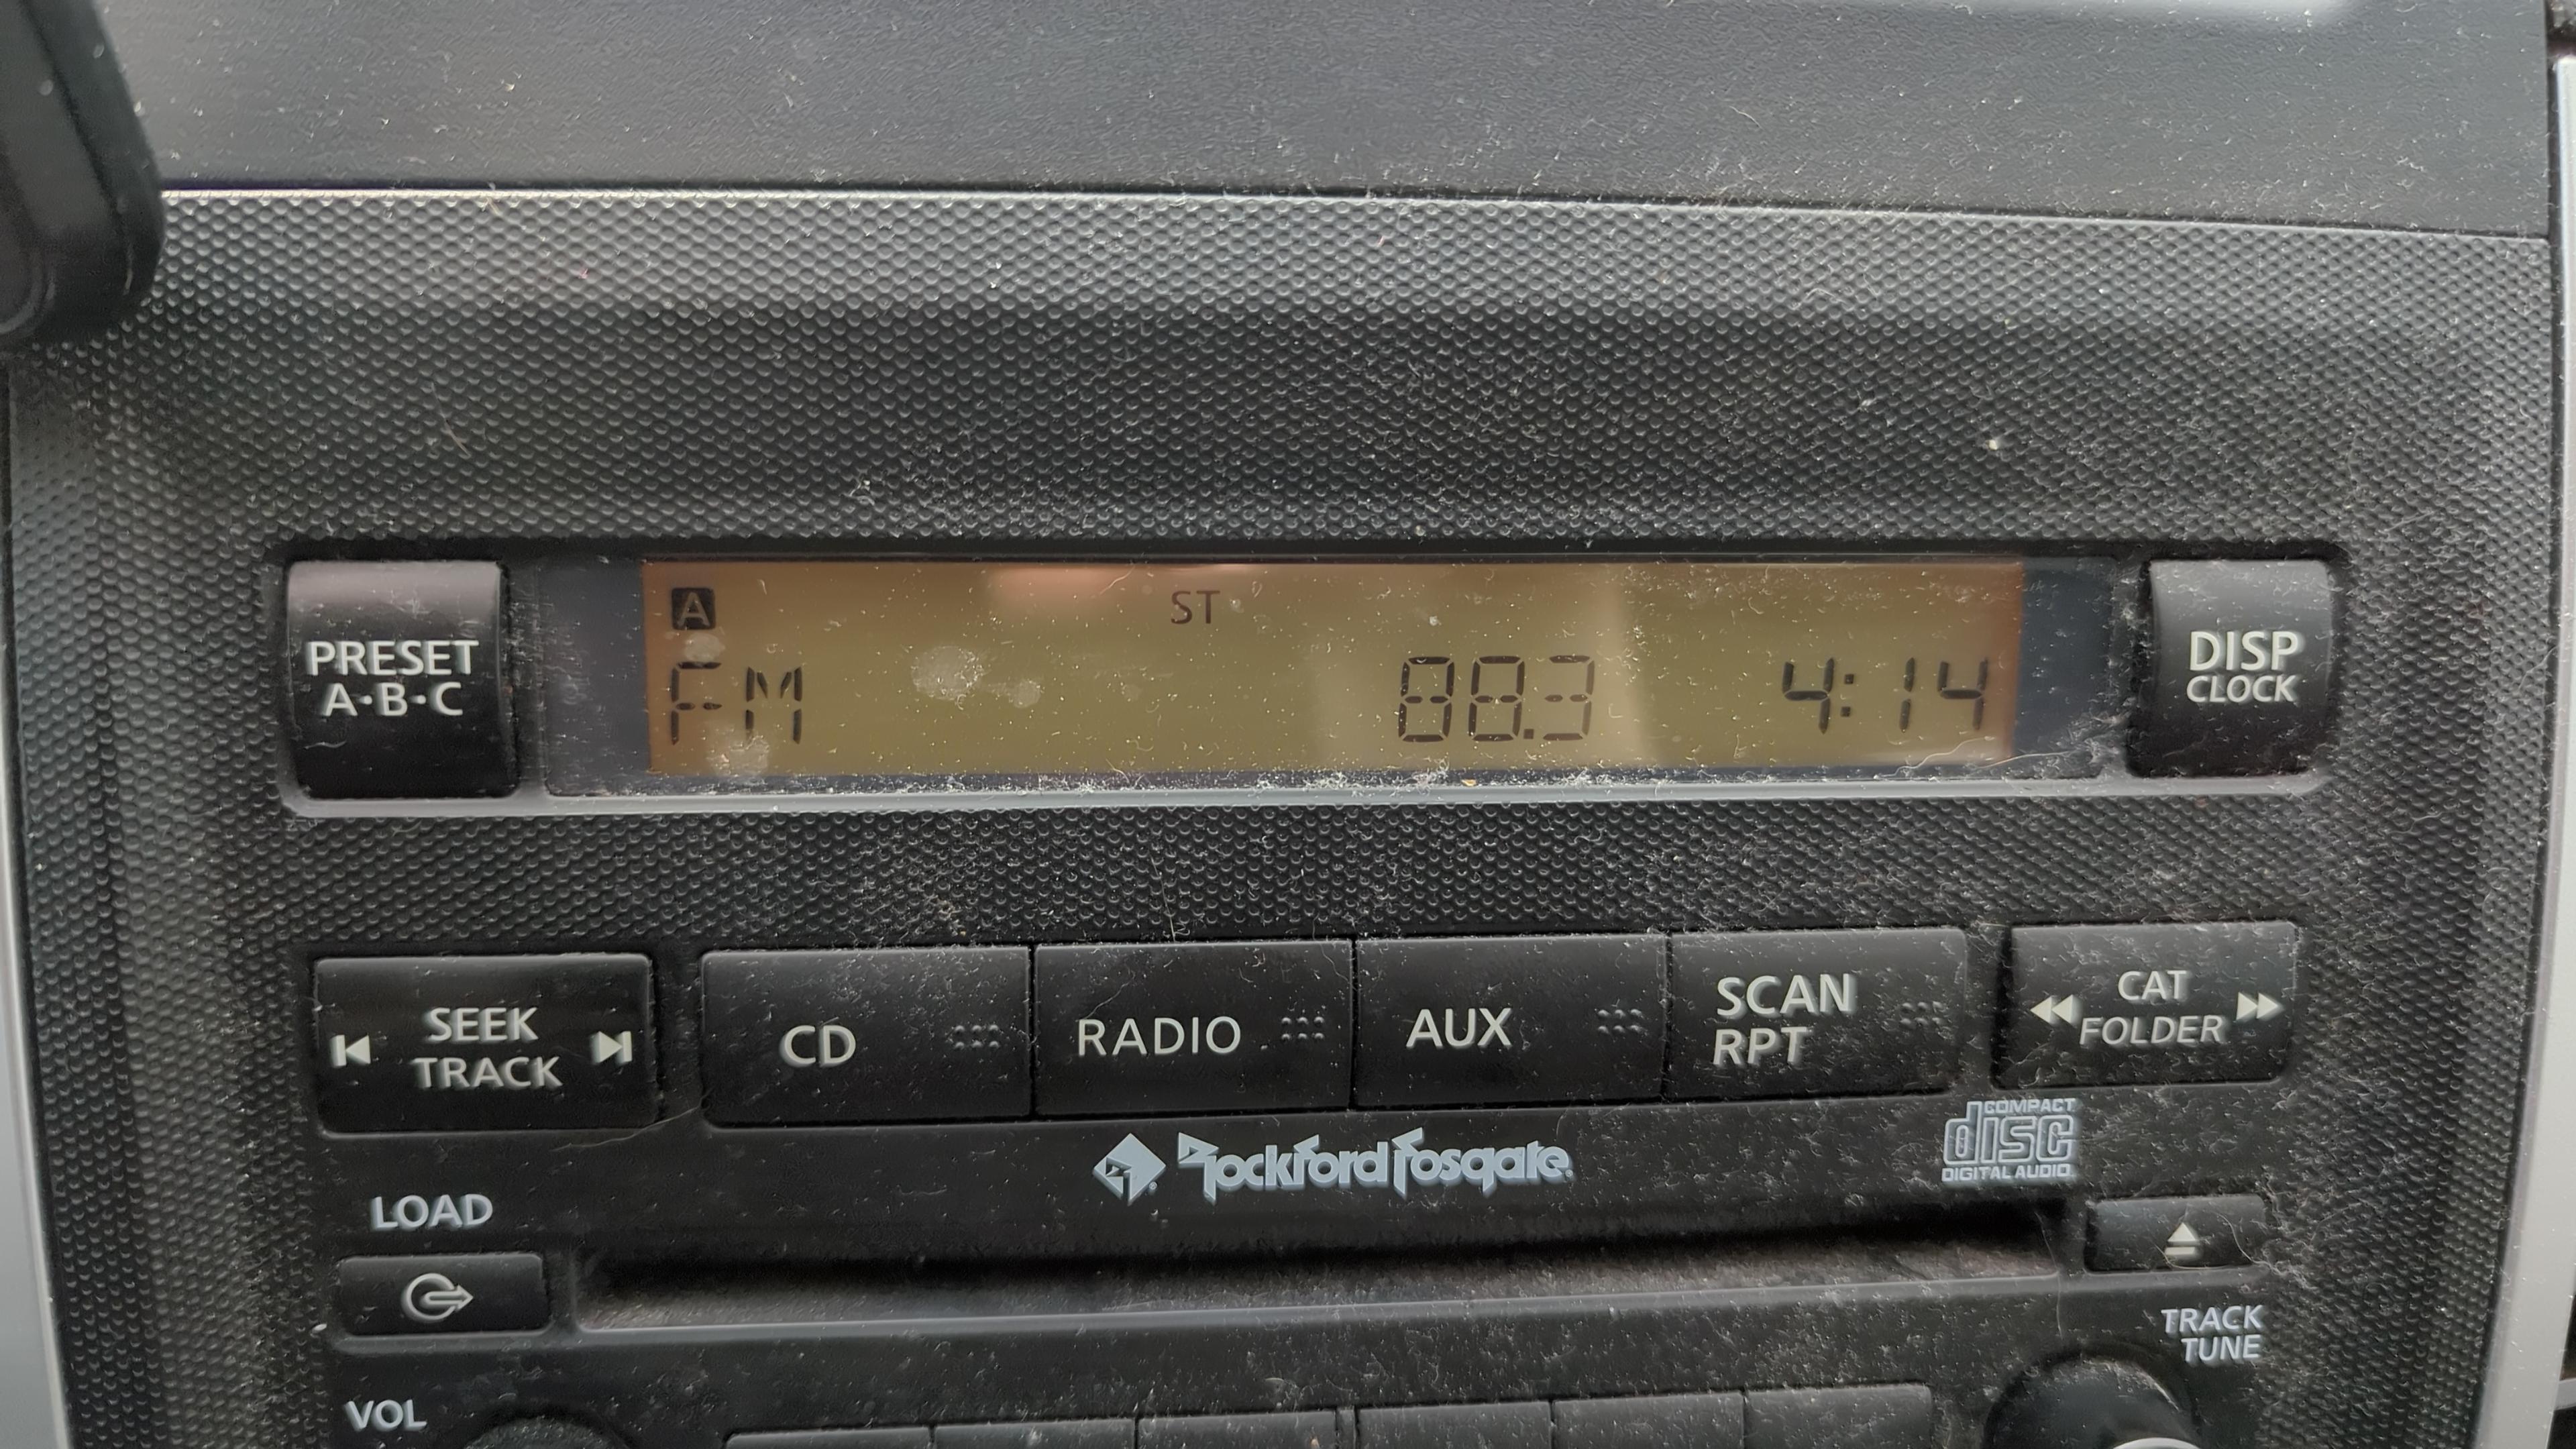 A ST
FM 88.3 4:14
PRESET
A·B·C
DISP
CLOCK
SEEK
TRACK
CD
RADIO
AUX
SCAN
RPT
CAT
FOLDER
Rockford Fosgate
COMPACT
disc
DIGITAL AUDIO
LOAD
TRACK
TUNE
VOL